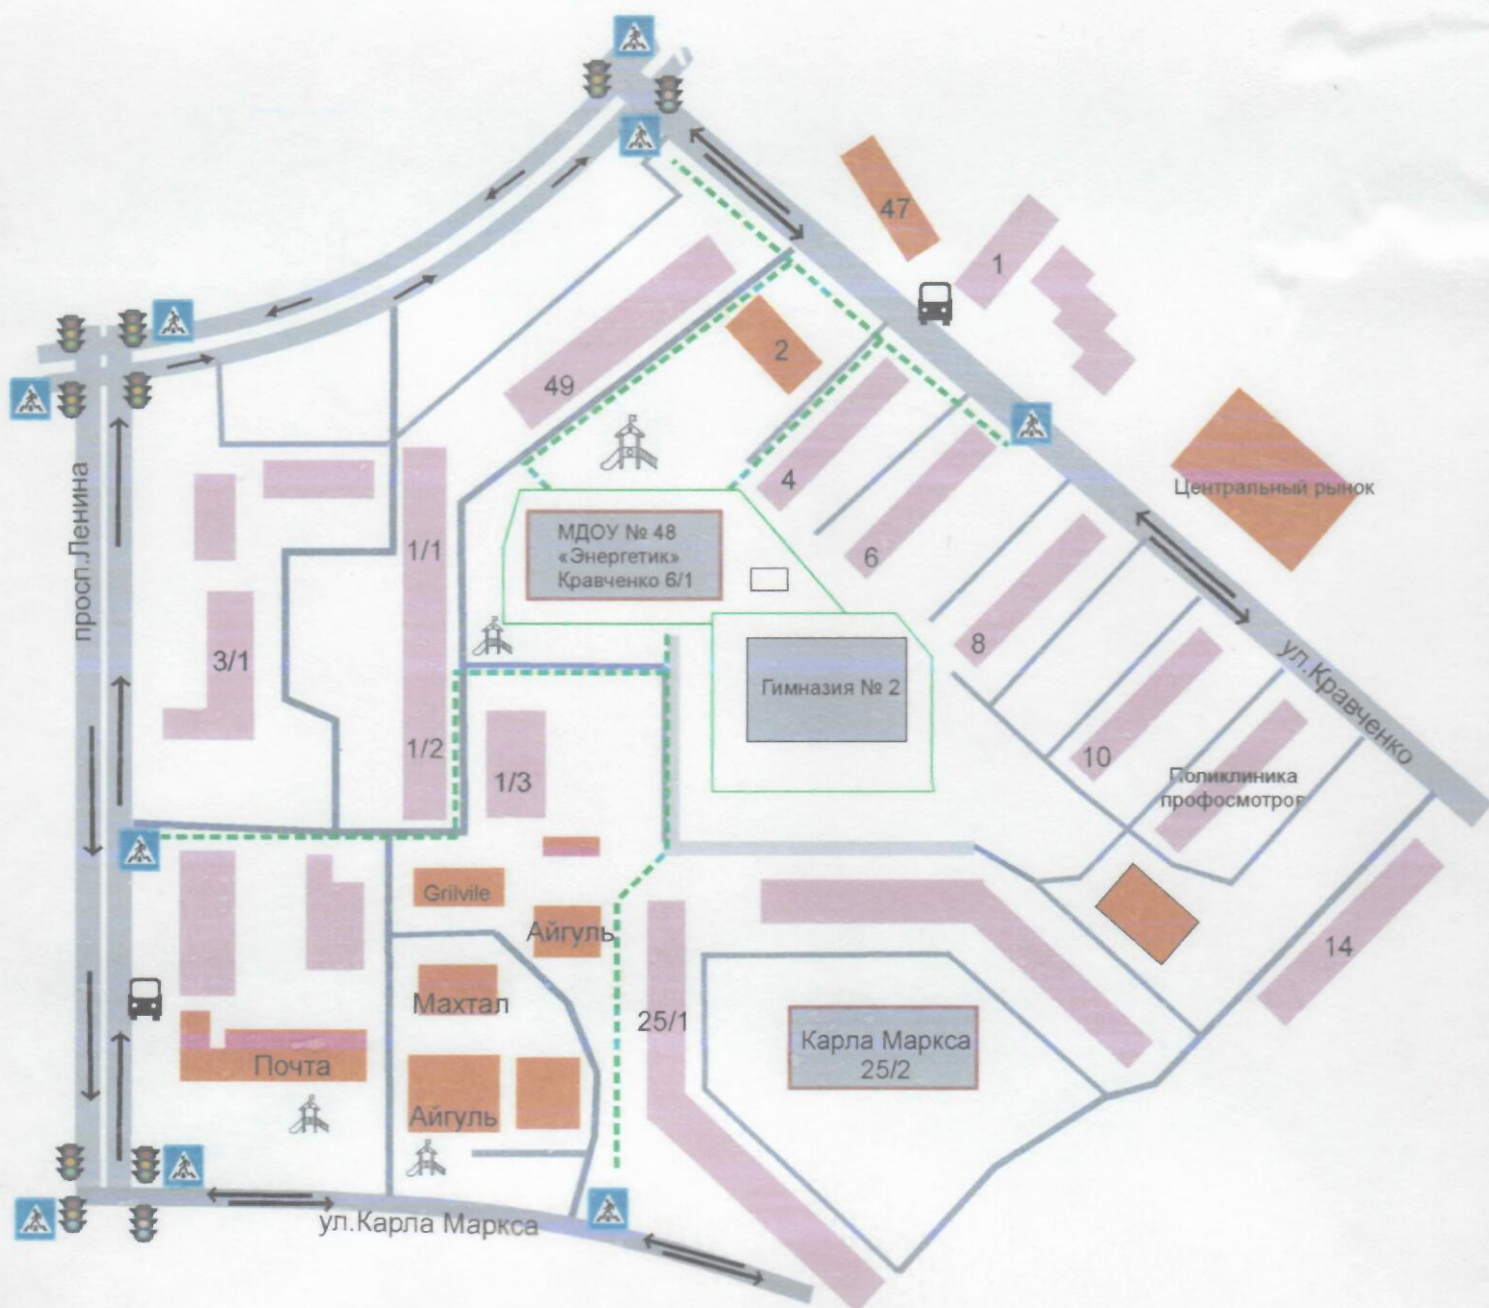 47
1
2
49
просп.Ленина
4
Центральный рынок
1/1
МДОУ № 48
«Энергетик»
Кравченко 6/1
6
3/1
8
Гимназия № 2
ул.Кравченко
1/2
1/3
10
Поликлиника
профосмотров
Grilvile
Айгуль
14
Махтал
25/1
Карла Маркса
25/2
Почта
Айгуль
ул.Карла Маркса